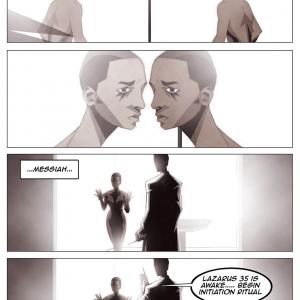 ...MESSIAH...
LAZARUS 35 IS
AWAKE..... BEGIN
INITIATION RITUAL